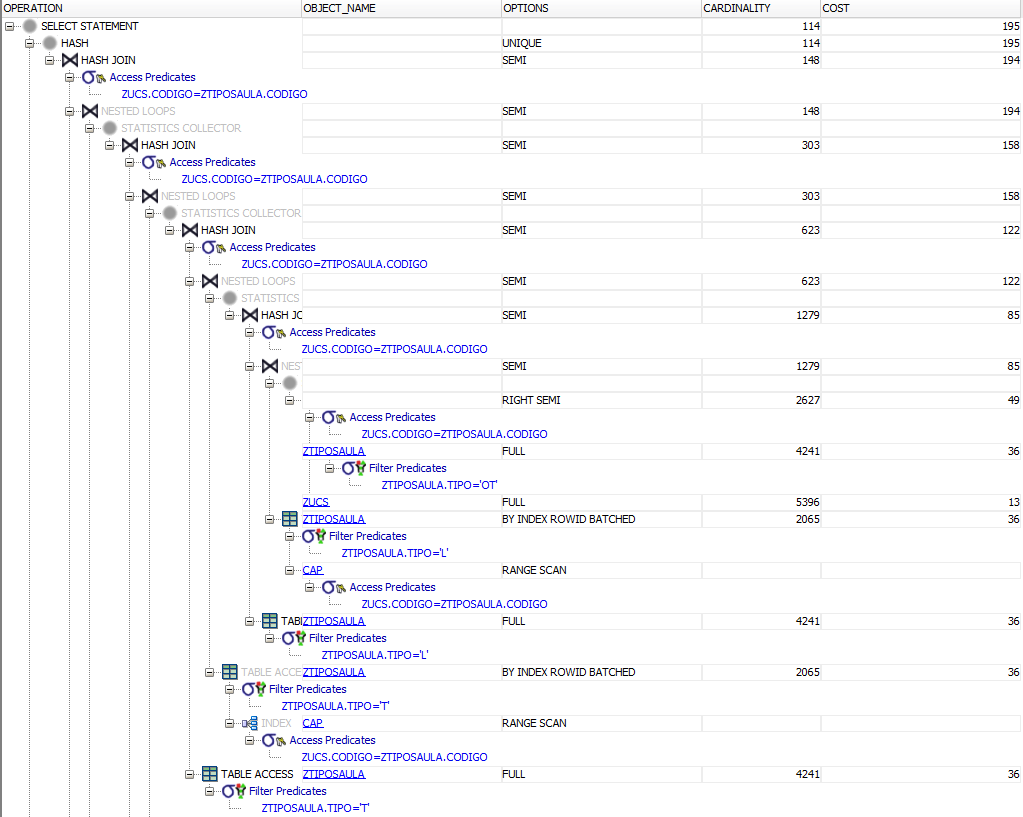 OPERATION OBJECT_NAME OPTIONS CARDINALITY COST
SELECT STATEMENT 114 195
HASH UNIQUE 114 195
HASH JOIN SEMI 148 194
Access Predicates
ZUCS.CODIGO=ZTIPOSAULA.CODIGO
NESTED LOOPS SEMI 148 194
STATISTICS COLLECTOR
HASH JOIN SEMI 303 158
Access Predicates
ZUCS.CODIGO=ZTIPOSAULA.CODIGO
NESTED LOOPS SEMI 303 158
STATISTICS COLLECTOR
HASH JOIN SEMI 623 122
Access Predicates
ZUCS.CODIGO=ZTIPOSAULA.CODIGO
NESTED LOOPS SEMI 623 122
STATISTICS
HASH JC SEMI 1279 85
Access Predicates
ZUCS.CODIGO=ZTIPOSAULA.CODIGO
NES SEMI 1279 85
RIGHT SEMI 2627 49
Access Predicates
ZUCS.CODIGO=ZTIPOSAULA.CODIGO
ZTIPOSAULA FULL 4241 36
Filter Predicates
ZTIPOSAULA.TIPO='OT'
ZUCS FULL 5396 13
ZTIPOSAULA BY INDEX ROWID BATCHED 2065 36
Filter Predicates
ZTIPOSAULA.TIPO='L'
CAP RANGE SCAN
Access Predicates
ZUCS.CODIGO=ZTIPOSAULA.CODIGO
TABI ZTIPOSAULA FULL 4241 36
Filter Predicates
ZTIPOSAULA.TIPO='L'
TABLE ACCE ZTIPOSAULA BY INDEX ROWID BATCHED 2065 36
Filter Predicates
ZTIPOSAULA.TIPO='T'
INDEX CAP RANGE SCAN
Access Predicates
ZUCS.CODIGO=ZTIPOSAULA.CODIGO
TABLE ACCESS ZTIPOSAULA FULL 4241 36
Filter Predicates
ZTIPOSAULA.TIPO='T'